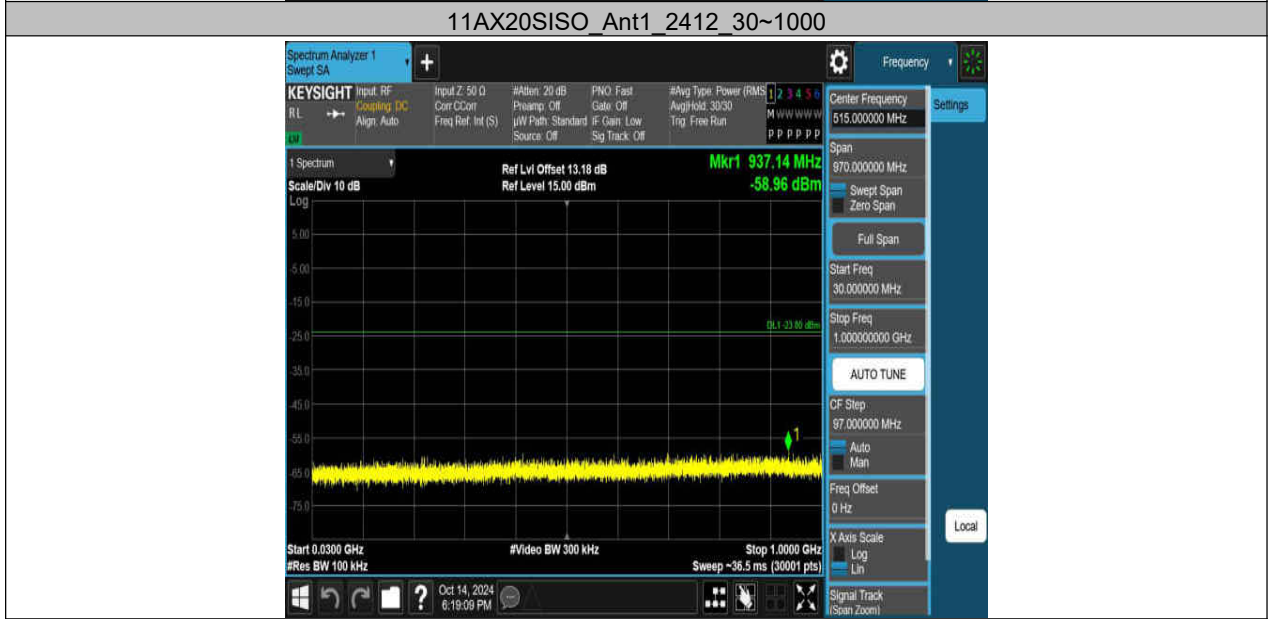 11AX20SISO_Ant1_2412_30~1000
Spectrum Analyzer 1
Swept SA
+
Frequency
KEYSIGHT
RL
Input: RF
Coupling: DC
Align: Auto
Input Z: 50 Ω
Corr CCorr
Freq Ref: Int (S)
#Atten: 20 dB
Preamp: Off
µW Path: Standard
Source: Off
PNO: Fast
Gate: Off
IF Gain: Low
Sig Track: Off
#Avg Type: Power (RMS
Avg|Hold: 30/30
Trig: Free Run
1 2 3 4 5 6
M W W W W W
P P P P P P
1 Spectrum
Scale/Div 10 dB
Log
Ref Lvl Offset 13.18 dB
Ref Level 15.00 dBm
Mkr1 937.14 MHz
-58.96 dBm
5.00
-5.00
-15.0
-25.0
-35.0
-45.0
-55.0
-65.0
-75.0
1
Start 0.0300 GHz
#Res BW 100 kHz
#Video BW 300 kHz
Stop 1.0000 GHz
Sweep ~36.5 ms (30001 pts)
?
Oct 14, 2024
6:19:09 PM
Center Frequency
515.000000 MHz
Span
970.000000 MHz
Swept Span
Zero Span
Full Span
Start Freq
30.000000 MHz
Stop Freq
1.000000000 GHz
AUTO TUNE
CF Step
97.000000 MHz
Auto
Man
Freq Offset
0 Hz
X Axis Scale
Log
Lin
Signal Track
(Span Zoom)
Settings
Local